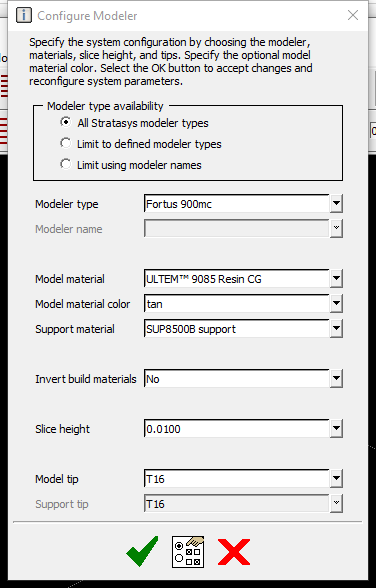 Configure Modeler
Specify the system configuration by choosing the modeler,
materials, slice height, and tips. Specify the optional model
material color. Select the OK button to accept changes and
reconfigure system parameters.
Modeler type availability
All Stratasys modeler types
Limit to defined modeler types
Limit using modeler names
Modeler type Fortus 900mc
Modeler name
Model material ULTEM™ 9085 Resin CG
Model material color tan
Support material SUP8500B support
Invert build materials No
Slice height 0.0100
Model tip T16
Support tip T16